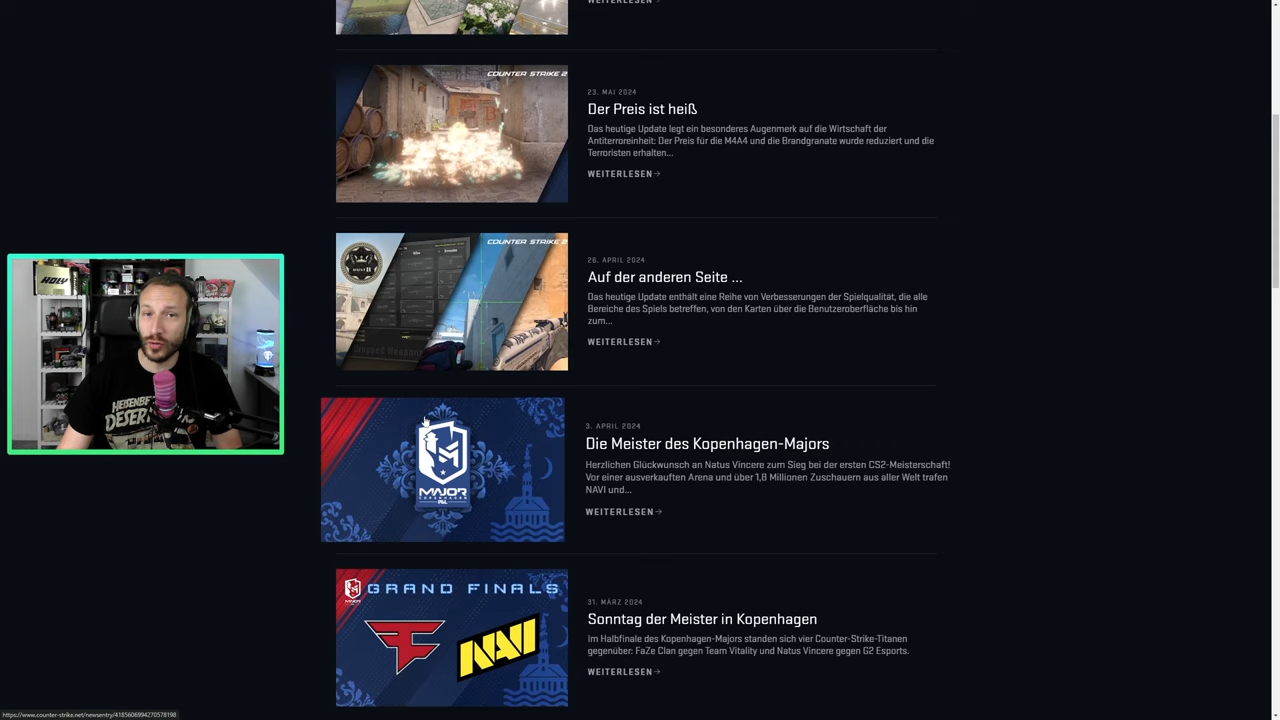 WEITERLESEN →
COUNTER STRIKE 2
23. MAI 2024
Der Preis ist heiß
Das heutige Update legt ein besonderes Augenmerk auf die Wirtschaft der
Antiterroreinheit: Der Preis für die M4A4 und die Brandgranate wurde reduziert und die
Terroristen erhalten...
WEITERLESEN →
COUNTER STRIKE 2
26. APRIL 2024
Auf der anderen Seite ...
Das heutige Update enthält eine Reihe von Verbesserungen der Spielqualität, die alle
Bereiche des Spiels betreffen, von den Karten über die Benutzeroberfläche bis hin
zum...
WEITERLESEN →
HOLY
HEISENBE
DESERT
MAJOR
COPENHAGEN
PGL
3. APRIL 2024
Die Meister des Kopenhagen-Majors
Herzlichen Glückwunsch an Natus Vincere zum Sieg bei der ersten CS2-Meisterschaft!
Vor einer ausverkauften Arena und über 1,8 Millionen Zuschauern aus aller Welt trafen
NAVI und...
WEITERLESEN →
GRAND FINALS
NAVI
31. MÄRZ 2024
Sonntag der Meister in Kopenhagen
Im Halbfinale des Kopenhagen-Majors standen sich vier Counter-Strike-Titanen
gegenüber: FaZe Clan gegen Team Vitality und Natus Vincere gegen G2 Esports.
WEITERLESEN →
https://www.counter-strike.net/newsentry/4185606994270578198